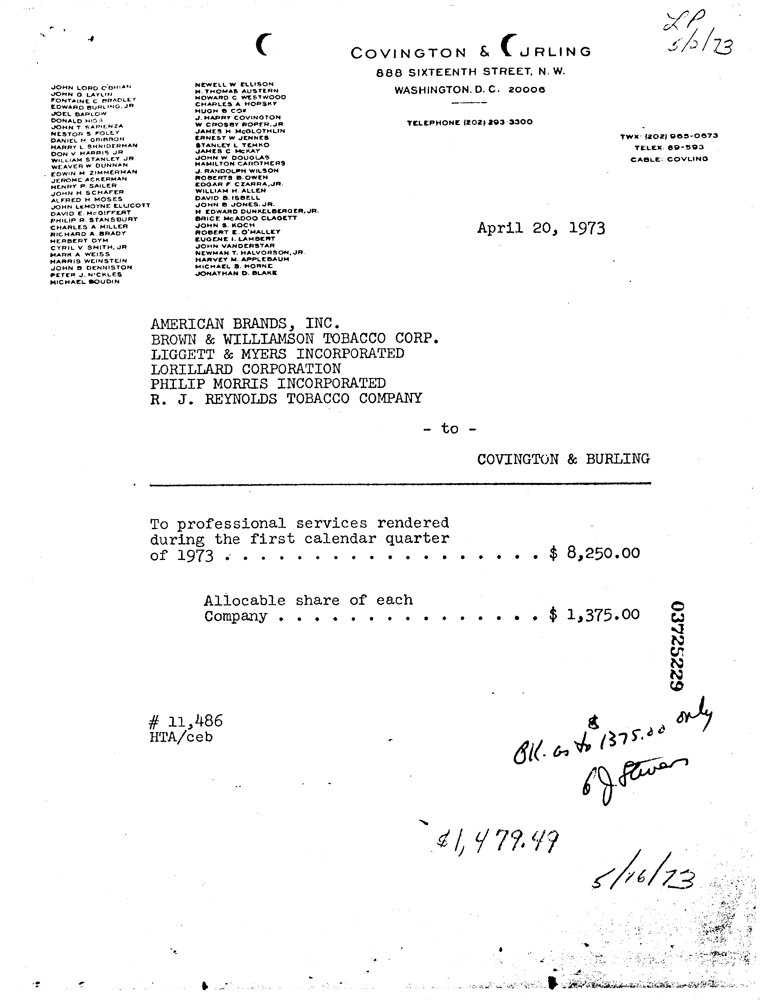 LP
5/2/73
COVINGTON & BURLING
888 SIXTEENTH STREET, N. W.
WASHINGTON, D. C. 20006
TELEPHONE (202) 293-3300
TWX: (202) 965-0673
TELEX: 89-593
CABLE: COVLING
JOHN LORD O'BRIAN
JOHN G LAYLIN
FONTAINE C BRADLEY
EDWARD BURLING, JR
JOEL BARLOW
DONALD HISS
JOHN T SAPIENZA
NESTOR S FOLEY
DANIEL M GRIBBON
HARRY L SHNIDERMAN
DON V HARRIS JR
WILLIAM STANLEY JR
WEAVER W DUNNAN
EDWIN M ZIMMERMAN
JEROME ACKERMAN
HENRY P SAILER
JOHN H SCHAFER
ALFRED H MOSES
JOHN LEMOYNE ELLICOTT
DAVID E. McGIFFERT
PHILIP R. STANSBURY
CHARLES A MILLER
RICHARD A BRADY
HERBERT DYM
CYRIL V SMITH, JR
MARK A WEISS
HARRIS WEINSTEIN
JOHN B DENNISTON
PETER J. NICKLES
MICHAEL BOUDIN
NEWELL W ELLISON
H. THOMAS AUSTERN
HOWARD C WESTWOOD
CHARLES A HORSKY
HUGH B COX
J. HARRY COVINGTON
W CROSBY ROPER, JR
JAMES H McGLOTHLIN
ERNEST W JENNES
STANLEY L TEMKO
JAMES C McKAY
JOHN W DOUGLAS
HAMILTON CAROTHERS
J. RANDOLPH WILSON
ROBERTS B OWEN
EDGAR F CZARRA, JR.
WILLIAM H. ALLEN
DAVID B. ISBELL
JOHN B JONES, JR.
H EDWARD DUNKELBERGER, JR.
BRICE McADOO CLAGETT
JOHN S. KOCH
ROBERT E. O'MALLEY
EUGENE I. LAMBERT
JOHN VANDERSTAR
NEWMAN T. HALVORSON, JR.
HARVEY M. APPLEBAUM
MICHAEL S. HORNE
JONATHAN D. BLAKE
April 20, 1973
AMERICAN BRANDS, INC.
BROWN & WILLIAMSON TOBACCO CORP.
LIGGETT & MYERS INCORPORATED
LORILLARD CORPORATION
PHILIP MORRIS INCORPORATED
R. J. REYNOLDS TOBACCO COMPANY
- to -
COVINGTON & BURLING
To professional services rendered
during the first calendar quarter
of 1973 . . . . . . . . . . . . . . . . . . $ 8,250.00
Allocable share of each
Company . . . . . . . . . . . . . . . $ 1,375.00
03725229
# 11,486
HTA/ceb
OK. as to $1375.00 only
Stevens
$1,479.49
5/16/73